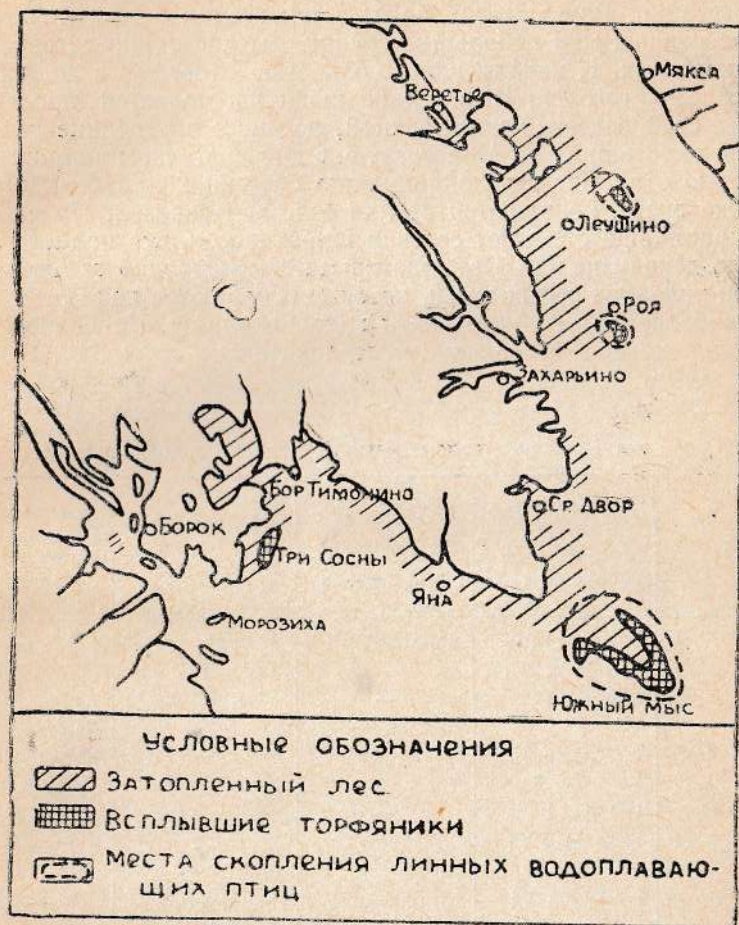 Мякса
Веретье
Леушино
Роя
Захарьино
Бор Тимонино
Ср. Двор
Борок
Три Сосны
Яна
Морозиха
Южный мыс
Условные обозначения
Затопленный лес
Всплывшие торфяники
Места скопления линных водоплаваю-
щих птиц